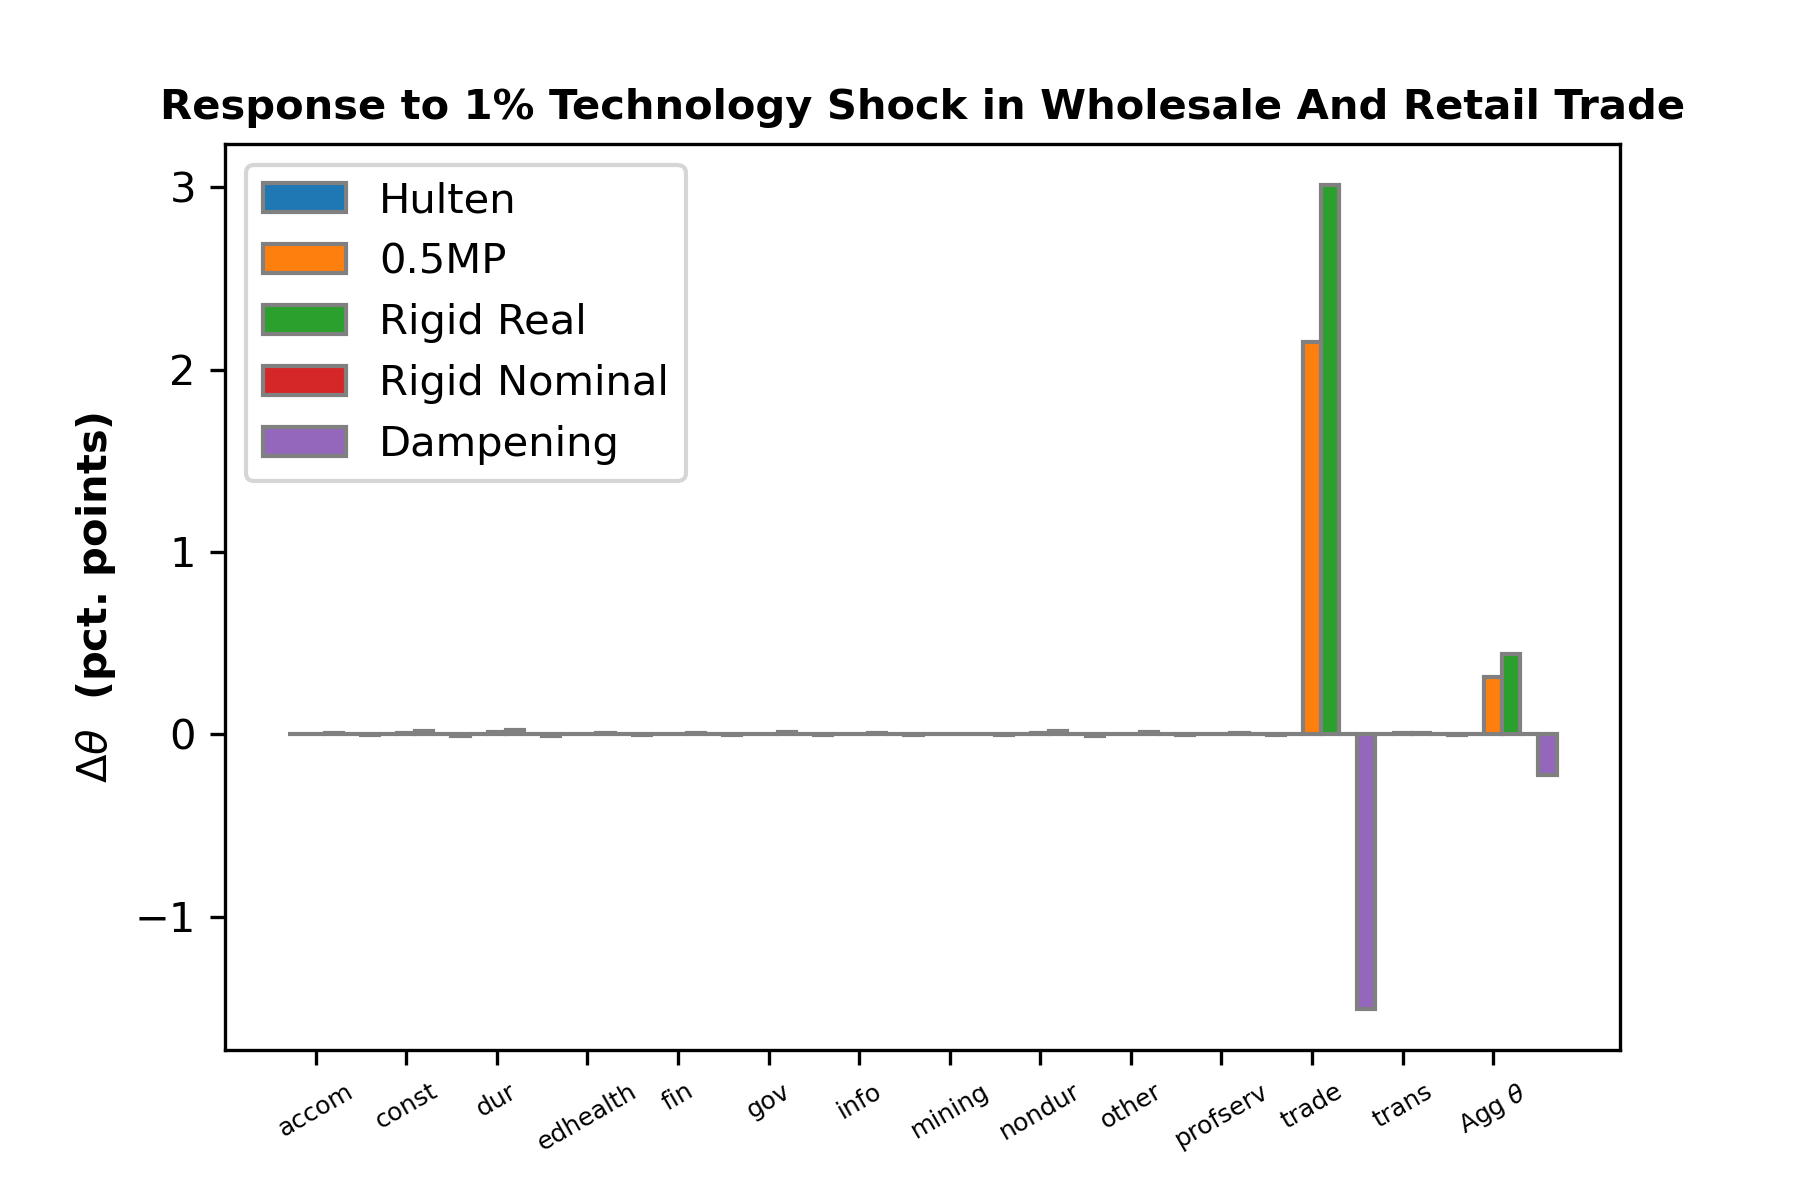 Response to 1% Technology Shock in Wholesale And Retail Trade
Hulten
0.5MP
Rigid Real
Rigid Nominal
Dampening
Δθ (pct. points)
3
2
1
0
−1
accom
const
dur
edhealth
fin
gov
info
mining
nondur
other
profserv
trade
trans
Agg θ